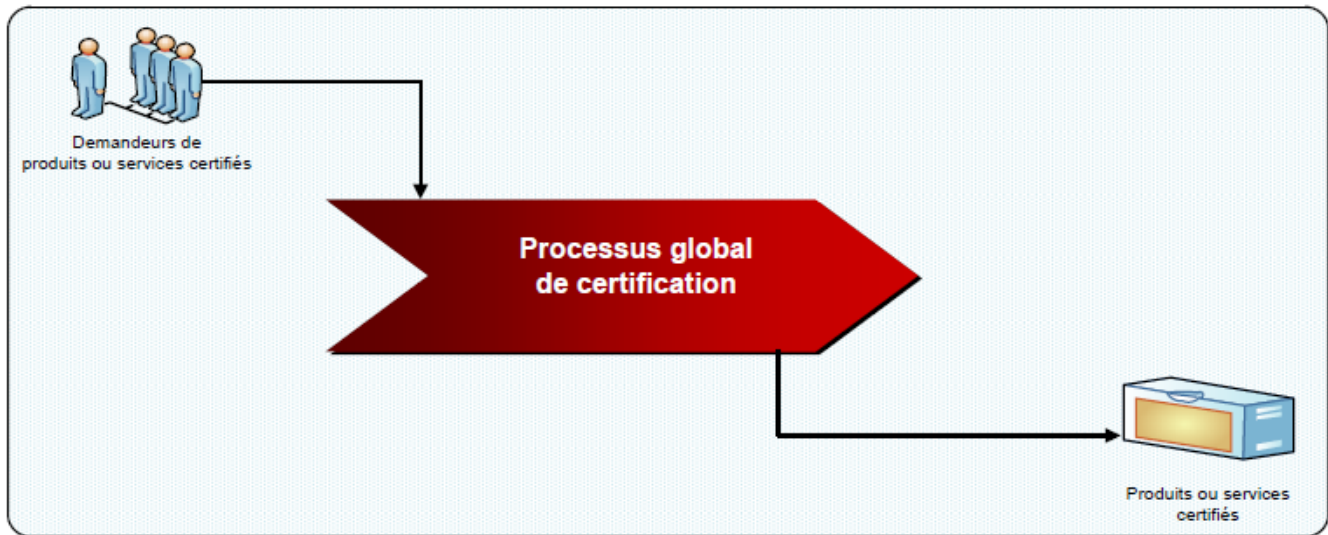 Demandeurs de
produits ou services certifiés
Processus global
de certification
Produits ou services
certifiés